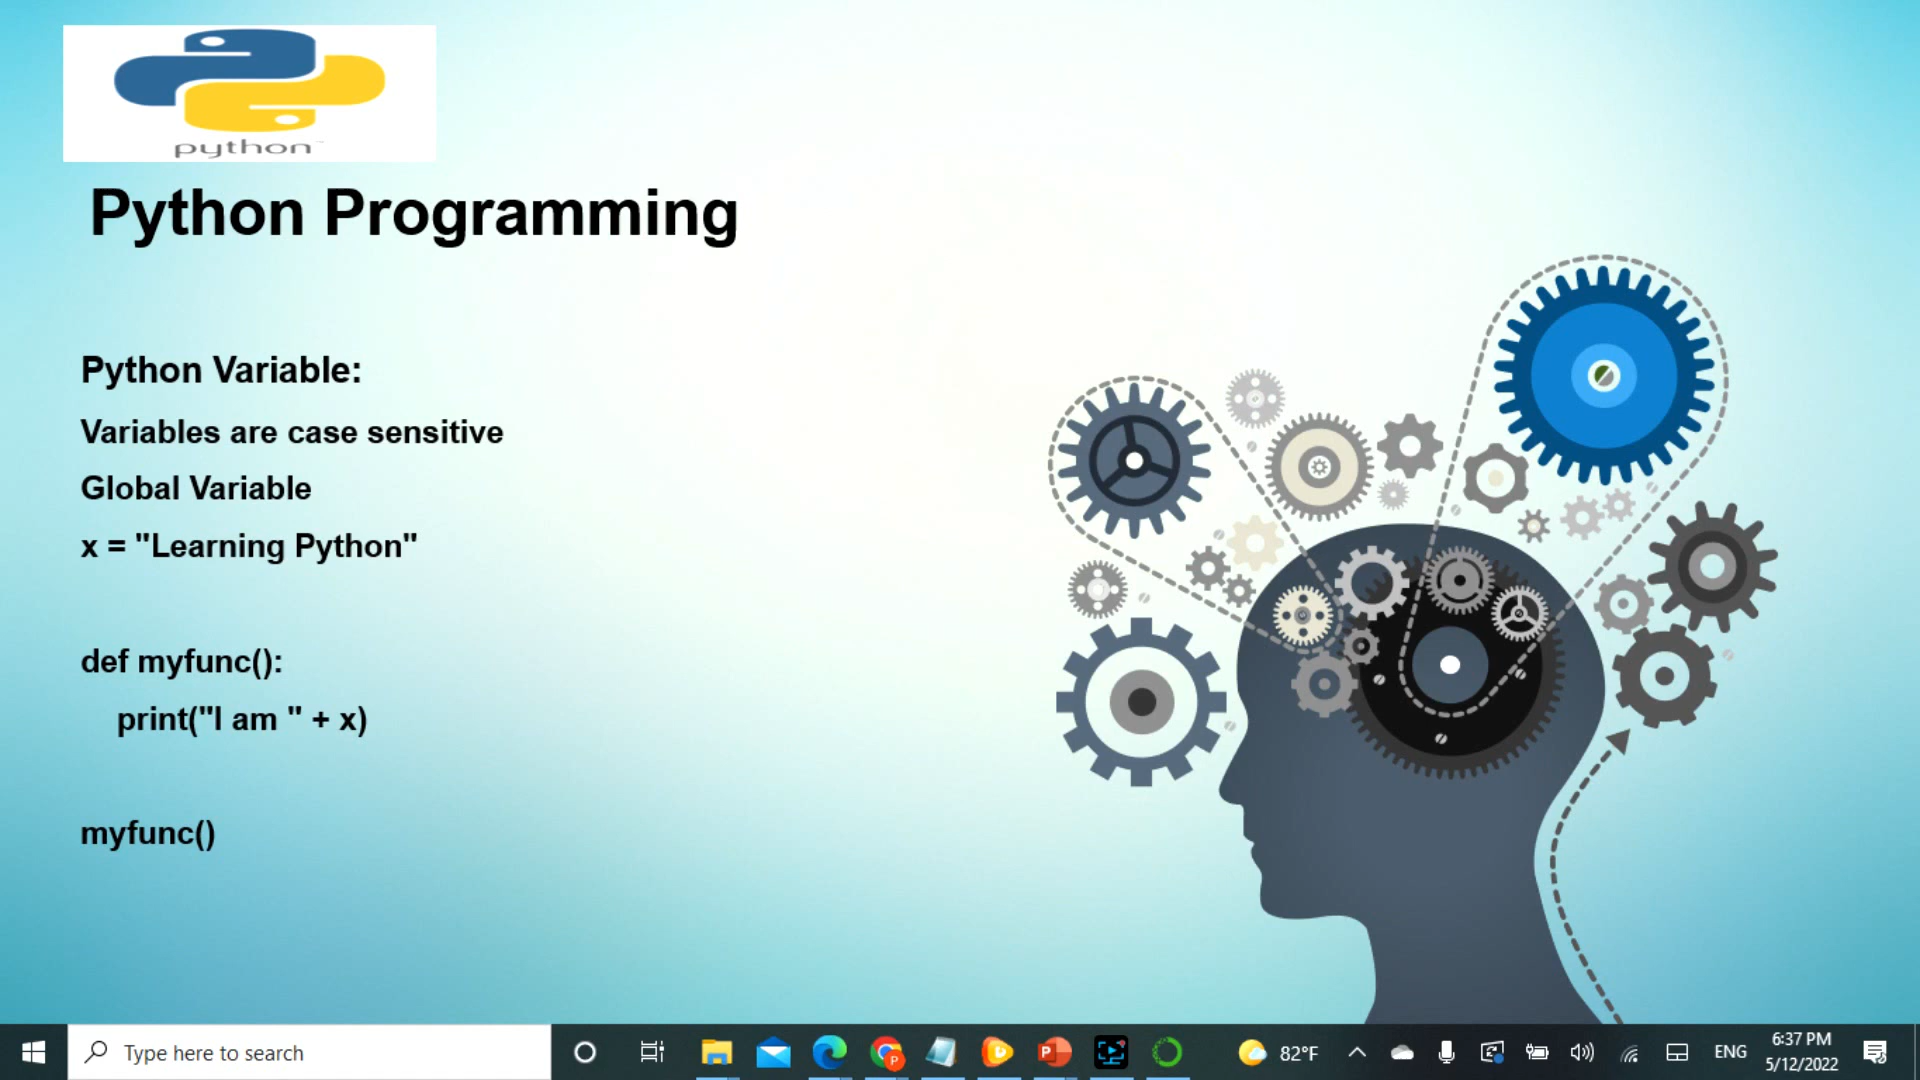 python
Python Programming
Python Variable:
Variables are case sensitive
Global Variable
x = "Learning Python"
def myfunc():
print("I am " + x)
myfunc()
Type here to search
82°F
ENG
6:37 PM
5/12/2022